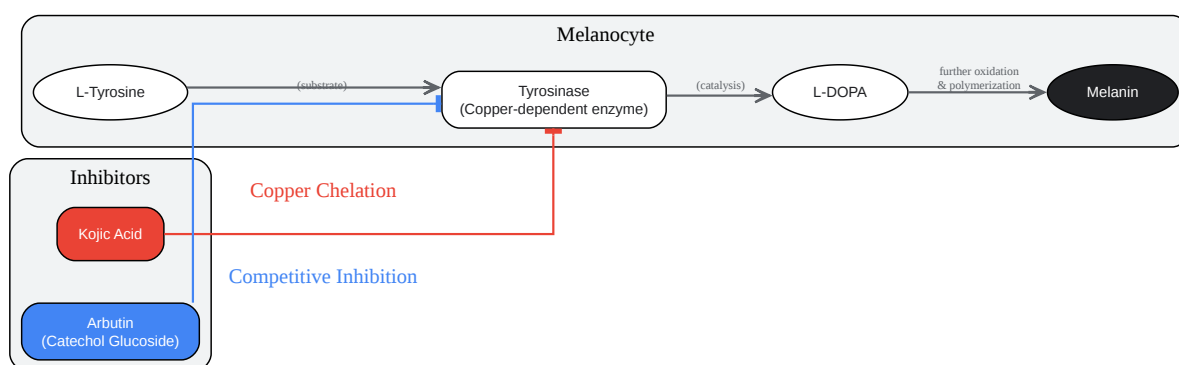 Melanocyte
L-Tyrosine
(substrate)
Tyrosinase
(Copper-dependent enzyme)
(catalysis)
L-DOPA
further oxidation
& polymerization
Melanin
Inhibitors
Copper Chelation
Kojic Acid
Competitive Inhibition
Arbutin
(Catechol Glucoside)